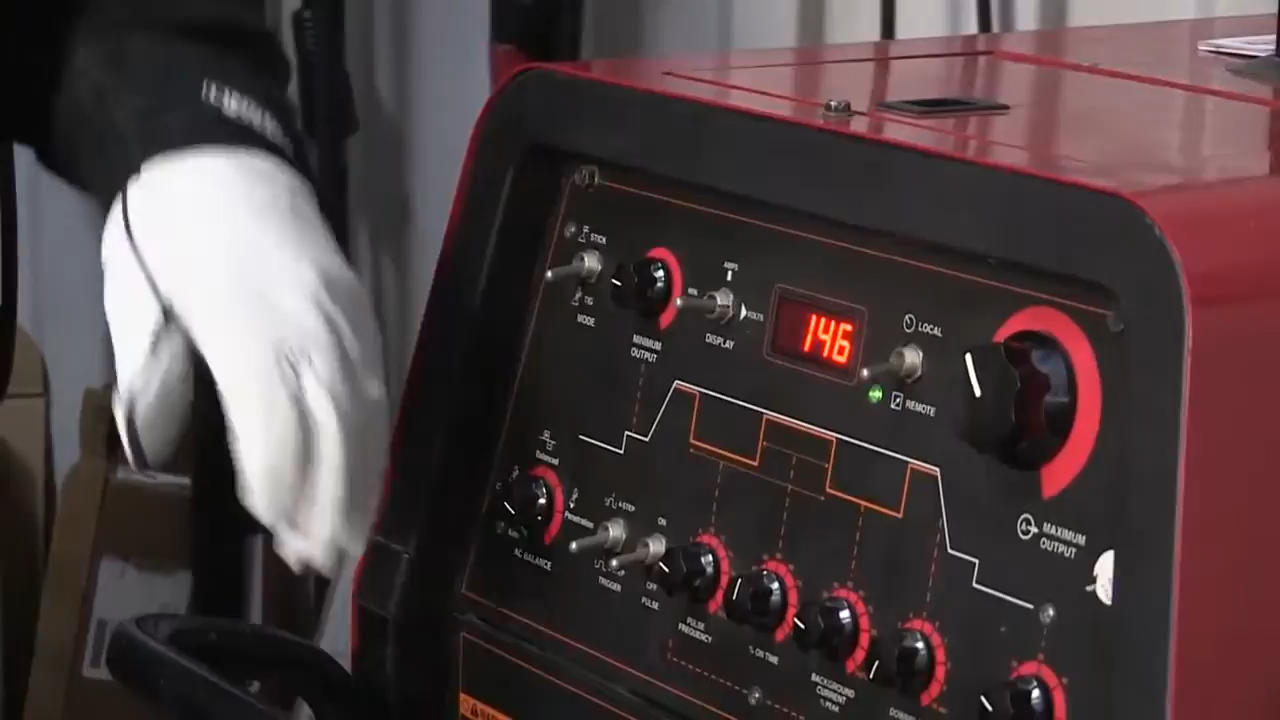 STICK
TIG
MODE
MINIMUM
OUTPUT
AMPS
VOLTS
DISPLAY
146
LOCAL
REMOTE
MAXIMUM
OUTPUT
Balanced
Penetration
Auto
AC BALANCE
4-STEP
TRIGGER
ON
OFF
PULSE
PULSE
FREQUENCY
% ON TIME
BACKGROUND
CURRENT
% PEAK